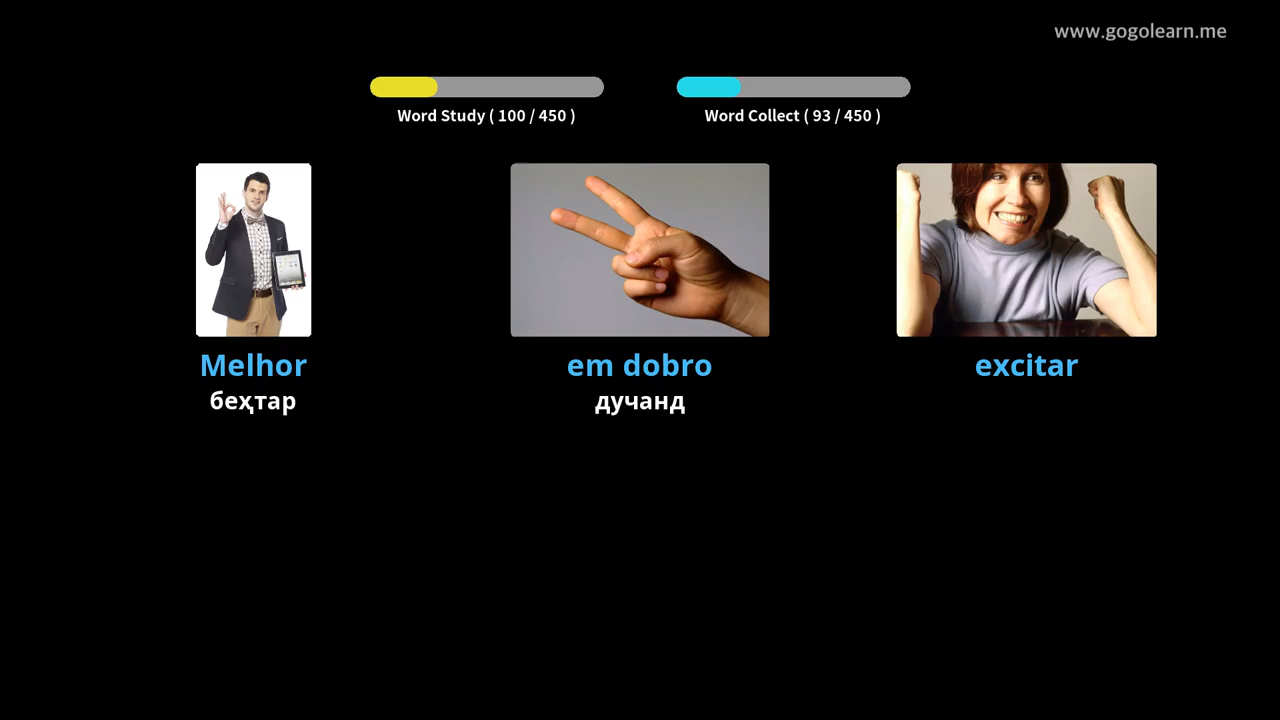 www.gogolearn.me
Word Study ( 100 / 450 )
Word Collect ( 93 / 450 )
Melhor
беҳтар
em dobro
дучанд
excitar